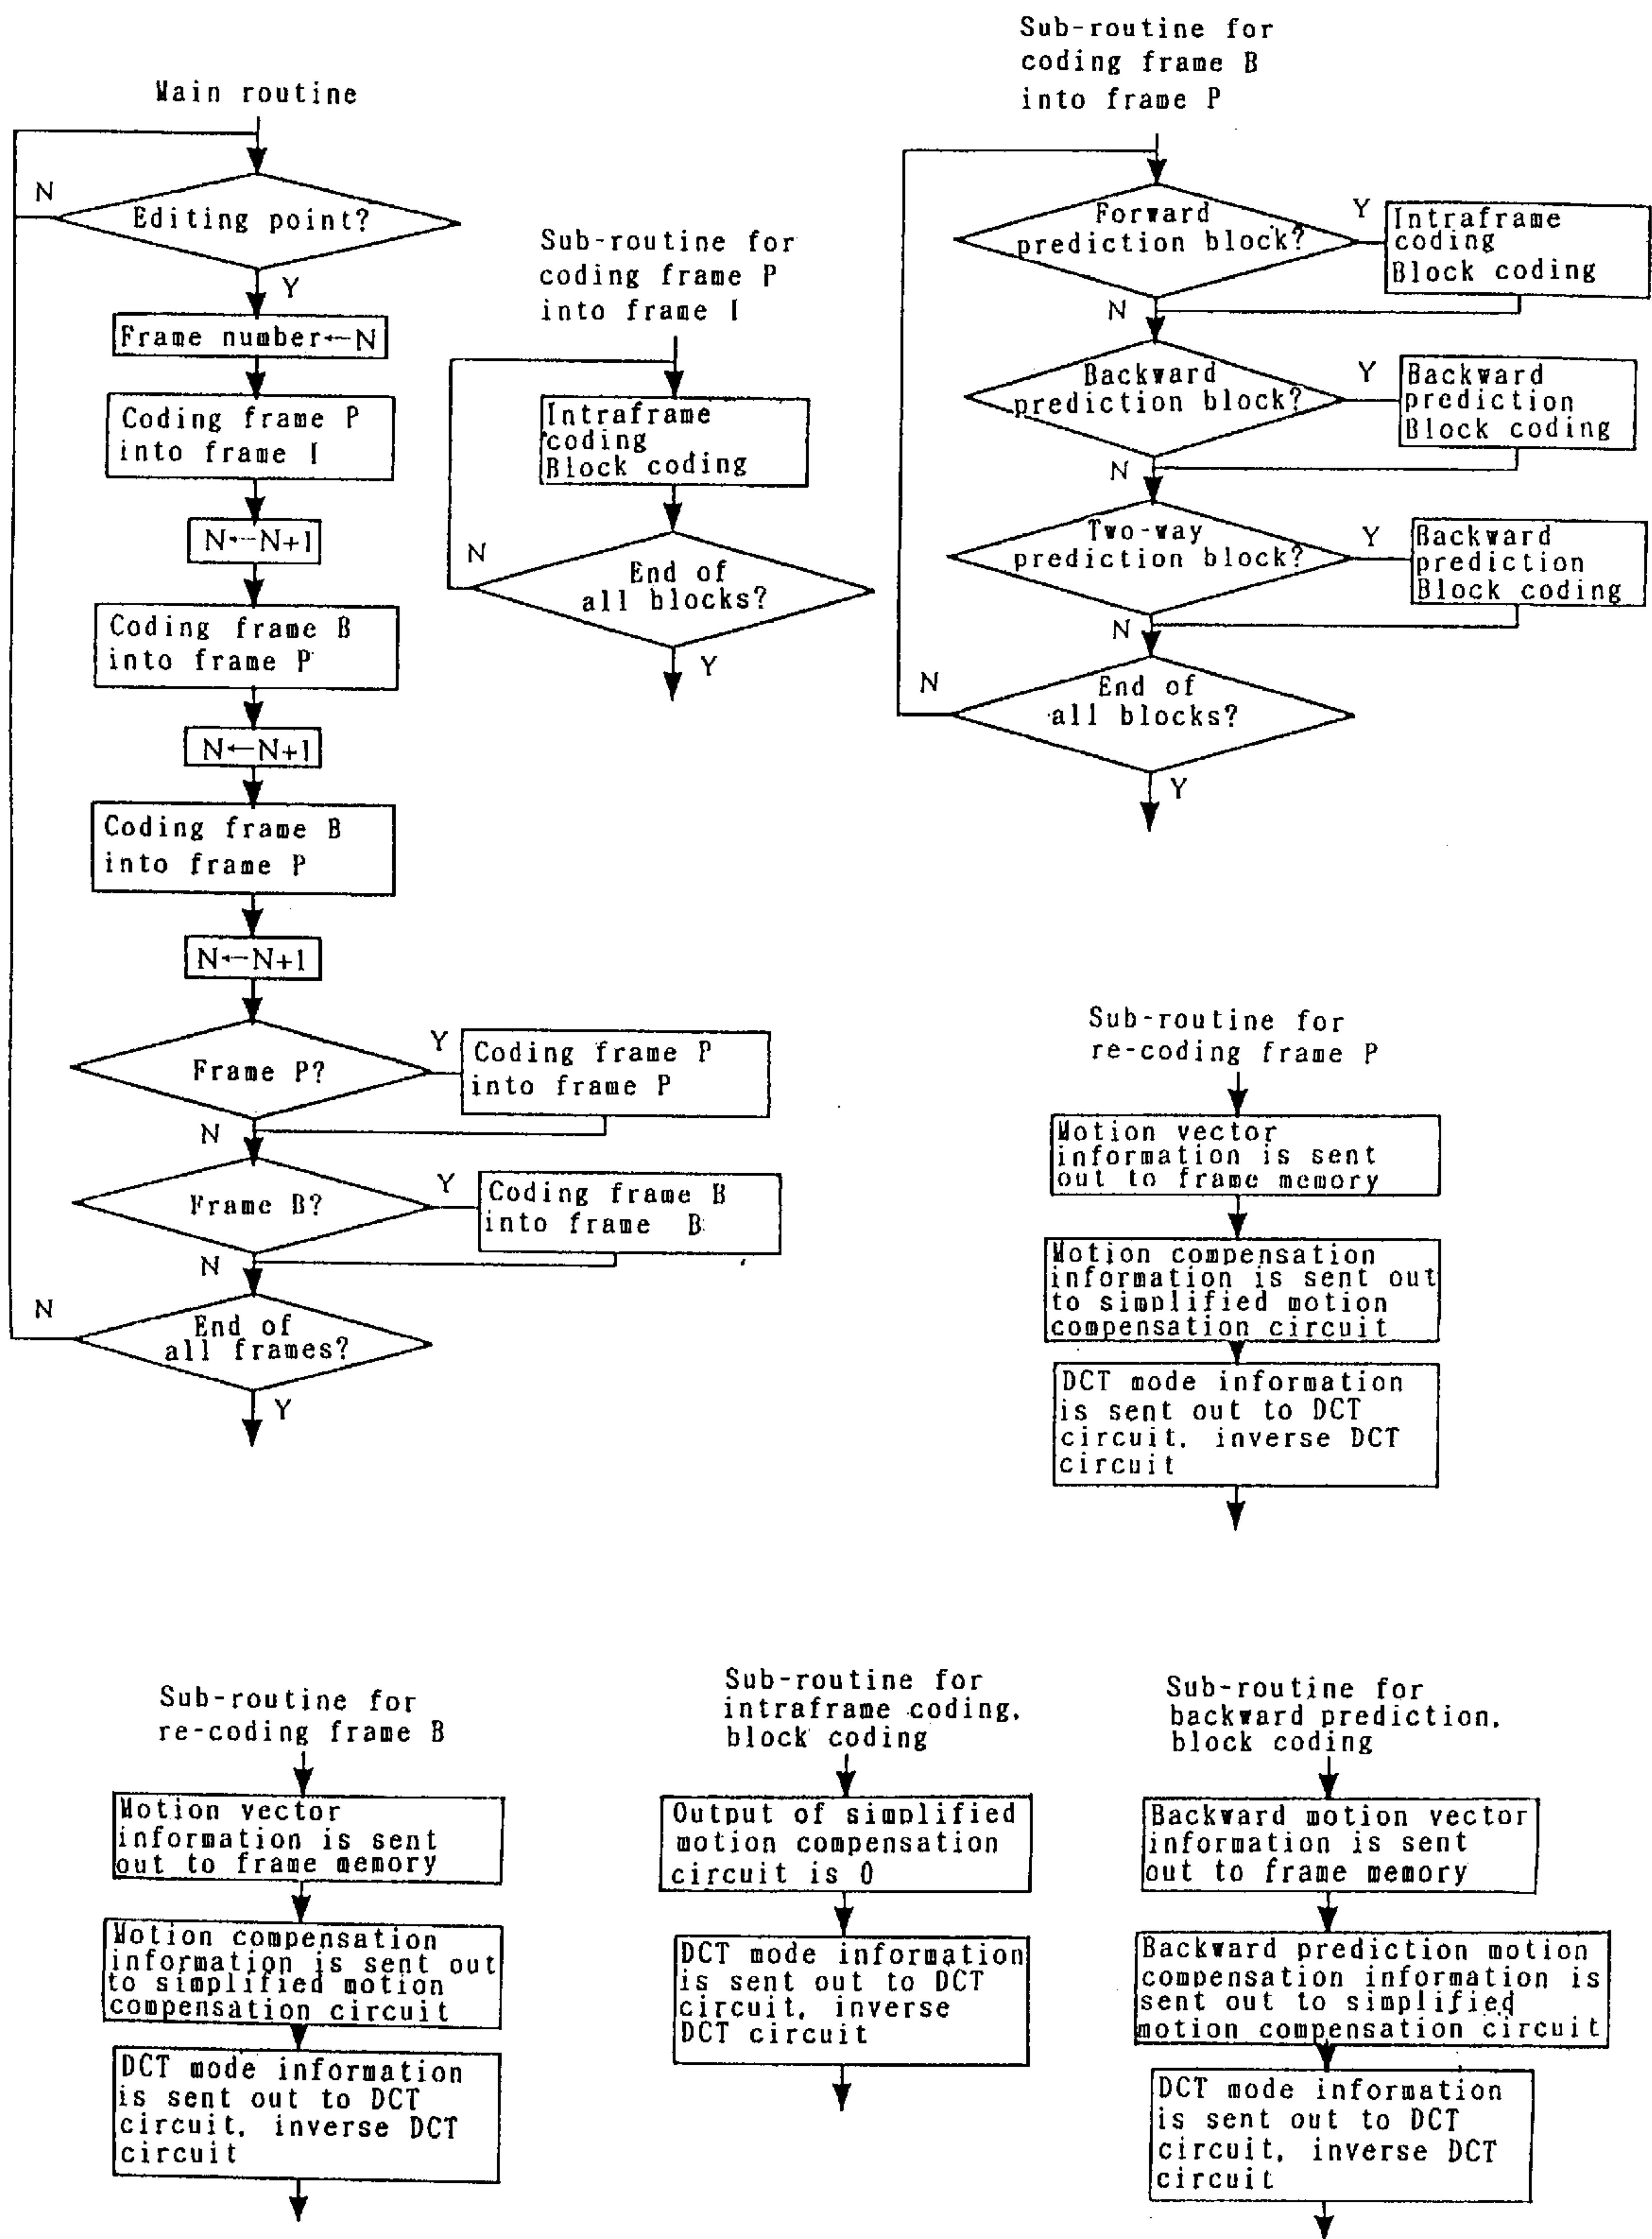 Main routine
N
Editing point?
Y
Frame number←N
Coding frame P
into frame I
N←N+1
Coding frame B
into frame P
N←N+1
Coding frame B
into frame P
N←N+1
Frame P?
Y
Coding frame P
into frame P
N
Frame B?
Y
Coding frame B
into frame B
N
N
End of
all frames?
Y
Sub-routine for
coding frame P
into frame I
Intraframe
coding
Block coding
N
End of
all blocks?
Y
Sub-routine for
coding frame B
into frame P
Forward
prediction block?
Y
Intraframe
coding
Block coding
N
Backward
prediction block?
Y
Backward
prediction
Block coding
N
Two-way
prediction block?
Y
Backward
prediction
Block coding
N
N
End of
all blocks?
Y
Sub-routine for
re-coding frame P
Motion vector
information is sent
out to frame memory
Motion compensation
information is sent out
to simplified motion
compensation circuit
DCT mode information
is sent out to DCT
circuit, inverse DCT
circuit
Sub-routine for
re-coding frame B
Motion vector
information is sent
out to frame memory
Motion compensation
information is sent out
to simplified motion
compensation circuit
DCT mode information
is sent out to DCT
circuit, inverse DCT
circuit
Sub-routine for
intraframe coding,
block coding
Output of simplified
motion compensation
circuit is 0
DCT mode information
is sent out to DCT
circuit, inverse
DCT circuit
Sub-routine for
backward prediction,
block coding
Backward motion vector
information is sent
out to frame memory
Backward prediction motion
compensation information is
sent out to simplified
motion compensation circuit
DCT mode information
is sent out to DCT
circuit, inverse DCT
circuit